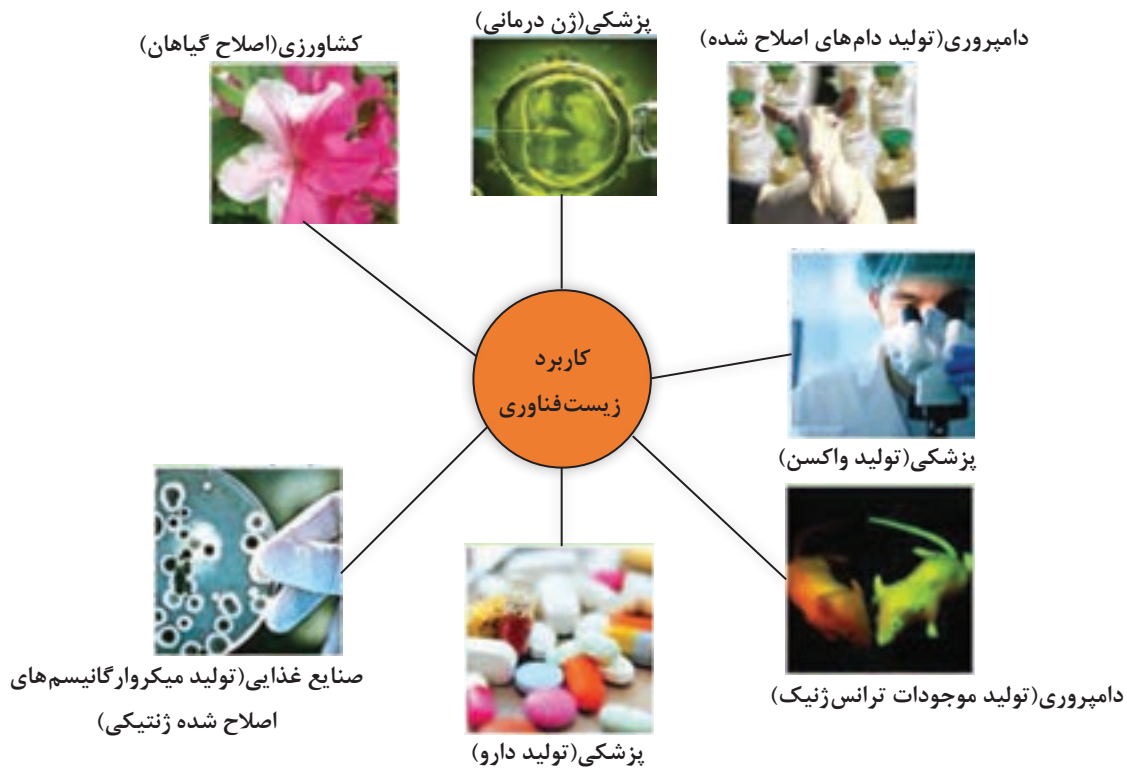 پزشکی(ژن درمانی)
دامپروری(تولید دام‌های اصلاح شده)
کشاورزی(اصلاح گیاهان)
کاربرد
زیست‌فناوری
پزشکی(تولید واکسن)
صنایع غذایی(تولید میکروارگانیسم‌های
اصلاح شده ژنتیکی)
دامپروری(تولید موجودات ترانس‌ژنیک)
پزشکی(تولید دارو)